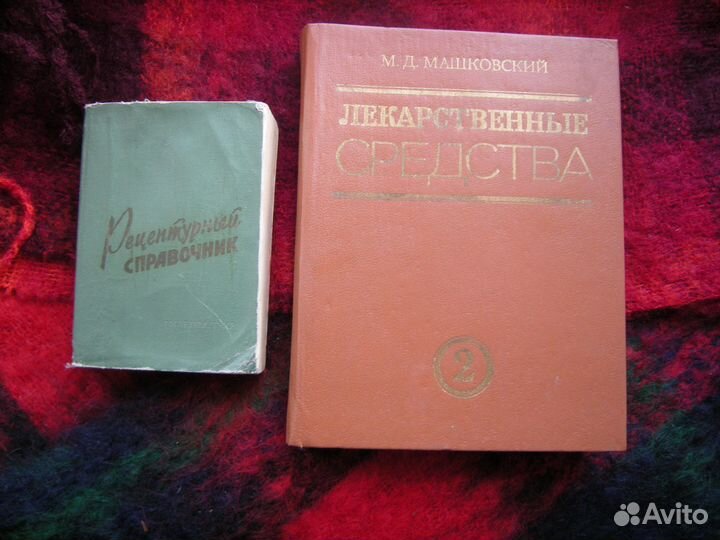 Рецептурный
СПРАВОЧНИК
М. Д. МАШКОВСКИЙ
ЛЕКАРСТВЕННЫЕ
СРЕДСТВА
2
Avito